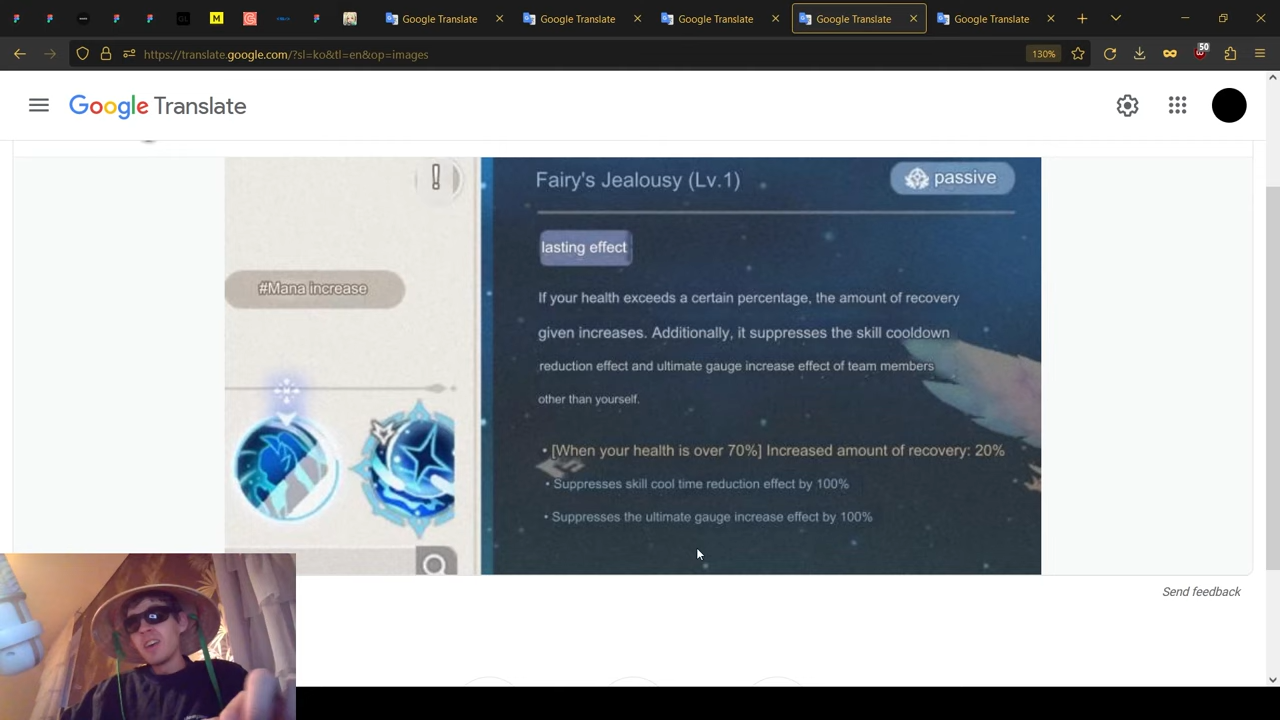 Google Translate
Google Translate
Google Translate
Google Translate
Google Translate
https://translate.google.com/?sl=ko&tl=en&op=images
130%
50
Google Translate
Fairy's Jealousy (Lv.1)
passive
lasting effect
#Mana increase
If your health exceeds a certain percentage, the amount of recovery
given increases. Additionally, it suppresses the skill cooldown
reduction effect and ultimate gauge increase effect of team members
other than yourself.
• [When your health is over 70%] Increased amount of recovery: 20%
• Suppresses skill cool time reduction effect by 100%
• Suppresses the ultimate gauge increase effect by 100%
Send feedback